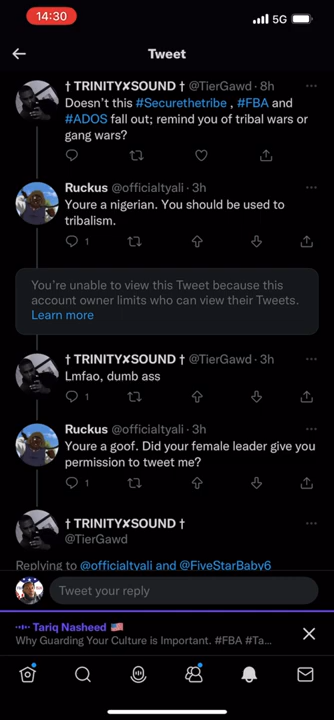 14:30
5G
Tweet
† TRINITY✘SOUND † @TierGawd · 8h
Doesn't this #Securethetribe , #FBA and
#ADOS fall out; remind you of tribal wars or
gang wars?
Ruckus @officialtyali · 3h
Youre a nigerian. You should be used to
tribalism.
1
You're unable to view this Tweet because this
account owner limits who can view their Tweets.
Learn more
† TRINITY✘SOUND † @TierGawd · 3h
Lmfao, dumb ass
1
Ruckus @officialtyali · 3h
Youre a goof. Did your female leader give you
permission to tweet me?
1
† TRINITY✘SOUND †
@TierGawd
Replying to @officialtyali and @FiveStarBaby6
Tweet your reply
Tariq Nasheed 🇺🇸
Why Guarding Your Culture is Important. #FBA #Ta...